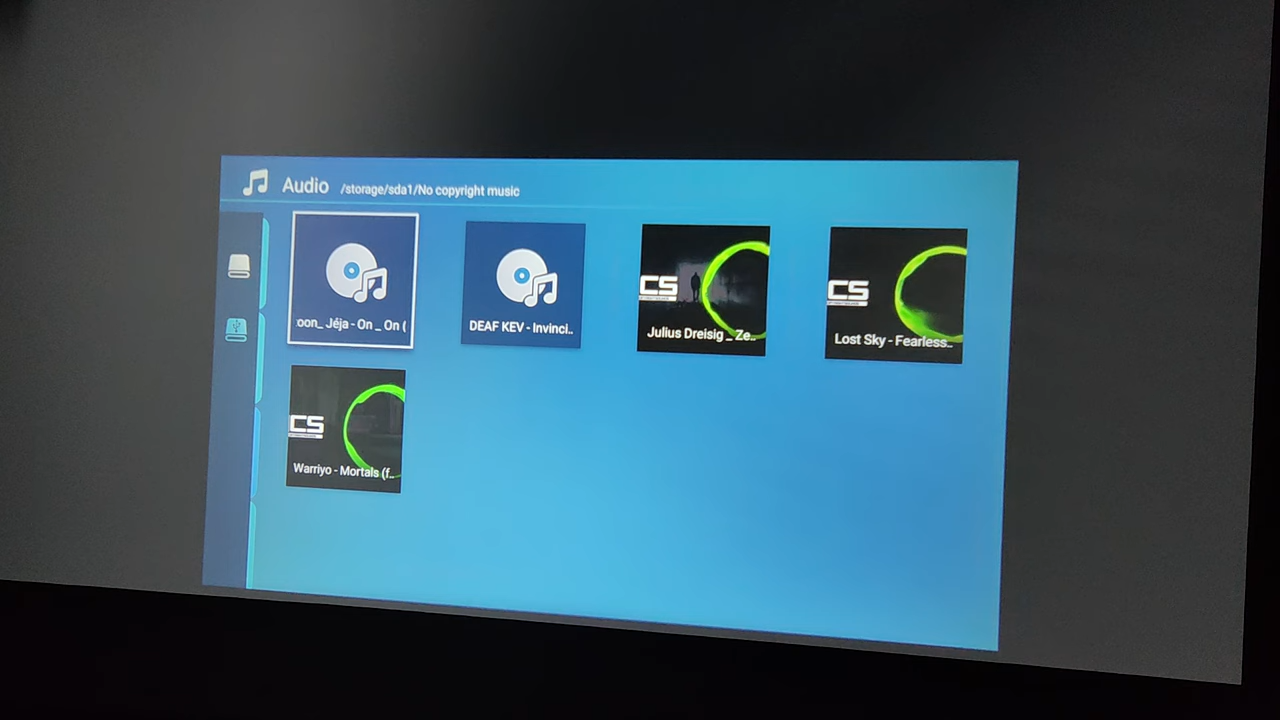 Audio /storage/sda1/No copyright music
oon_ Jéja - On _ On (
DEAF KEV - Invinci..
CS
Julius Dreisig _ Ze..
CS
Lost Sky - Fearless..
CS
Warriyo - Mortals (f..